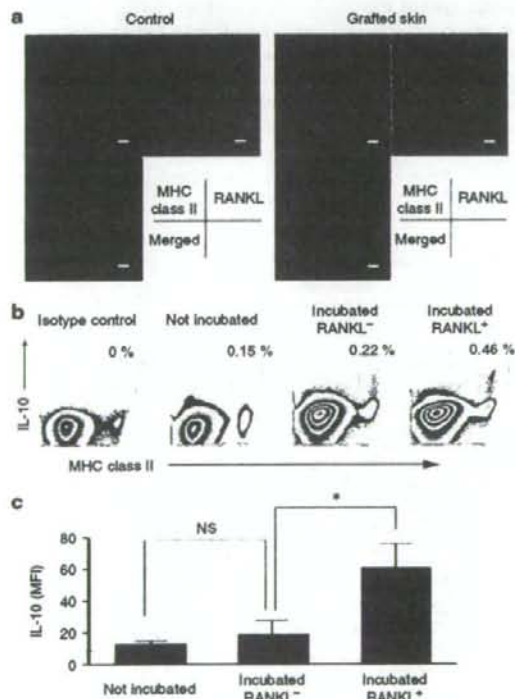 a
Control Grafted skin
MHC class II RANKL
Merged
MHC class II RANKL
Merged
b
Isotype control Not incubated Incubated RANKL⁻ Incubated RANKL⁺
0 % 0.15 % 0.22 % 0.46 %
IL-10
MHC class II
c
NS *
IL-10 (MFI)
80
60
40
20
0
Not incubated Incubated RANKL⁻ Incubated RANKL⁺